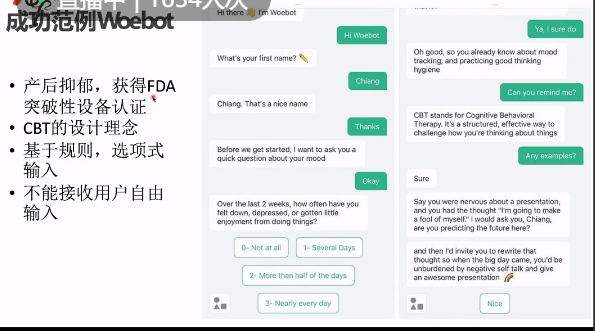 直播中 | 1634人次
成功范例Woebot
• 产后抑郁，获得FDA
突破性设备认证
• CBT的设计理念
• 基于规则，选项式
输入
• 不能接收用户自由
输入
Hi there 👋 I'm Woebot
Hi Woebot
What's your first name? ✏️
Chiang
Chiang. That's a nice name
Thanks
Before we get started, I want to ask you a
quick question about your mood
Okay
Over the last 2 weeks, how often have you
felt down, depressed, or gotten little
enjoyment from doing things?
0- Not at all
1- Several Days
2- More than half of the days
3- Nearly every day
Ya, I sure do
Oh good, so you already know about mood
tracking, and practicing good thinking
hygiene
Can you remind me?
CBT stands for Cognitive Behavioral
Therapy. It's a structured, effective way to
challenge how you're thinking about things
Any examples?
Sure
Say you were nervous about a presentation,
and you had the thought "I'm going to make
a fool of myself." I would ask you, Chiang,
are you predicting the future here?
and then I'd invite you to rewrite that
thought so when the big day came, you'd be
unburdened by negative self talk and give
an awesome presentation 🌈
Nice